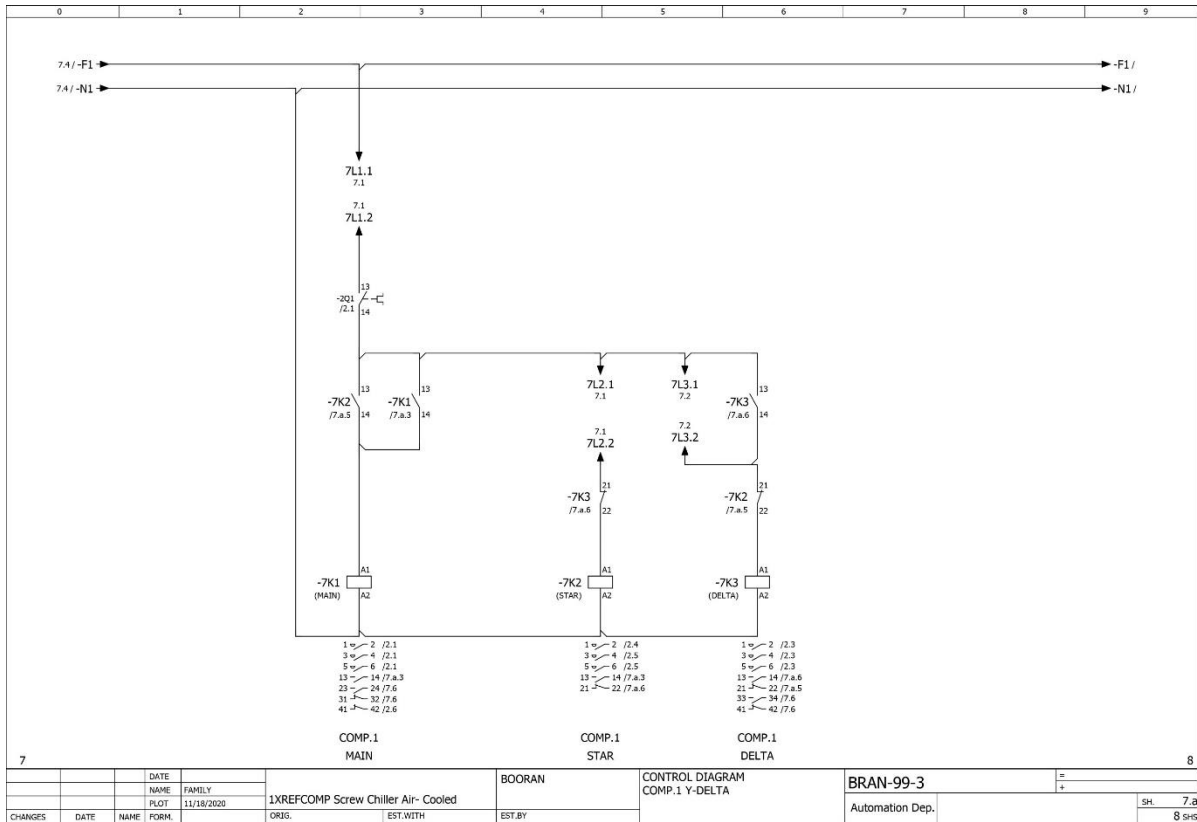 0 1 2 3 4 5 6 7 8 9
7.4 / -F1 -F1 /
7.4 / -N1 -N1 /
7L1.1
7.1
7.1
7L1.2
13
-2Q1
/2.1 14
7L2.1 7L3.1
7.1 7.2
13 13 13
-7K2 -7K1 -7K3
/7.a.5 14 /7.a.3 14 /7.a.6 14
7.1 7.2
7L2.2 7L3.2
21 21
-7K3 -7K2
/7.a.6 22 /7.a.5 22
A1 A1 A1
-7K1 -7K2 -7K3
(MAIN) A2 (STAR) A2 (DELTA) A2
1 2 /2.1 1 2 /2.4 1 2 /2.3
3 4 /2.1 3 4 /2.5 3 4 /2.3
5 6 /2.1 5 6 /2.5 5 6 /2.3
13 14 /7.a.3 13 14 /7.a.3 13 14 /7.a.6
23 24 /7.6 21 22 /7.a.6 21 22 /7.a.5
31 32 /7.6 33 34 /7.6
41 42 /2.6 41 42 /7.6
COMP.1 COMP.1 COMP.1
MAIN STAR DELTA
7 8
DATE
NAME FAMILY
PLOT 11/18/2020
CHANGES DATE NAME FORM.
1XREFCOMP Screw Chiller Air- Cooled
ORIG. EST.WITH EST.BY
BOORAN
CONTROL DIAGRAM
COMP.1 Y-DELTA
BRAN-99-3
Automation Dep.
=
+
SH. 7.a
8 SHS